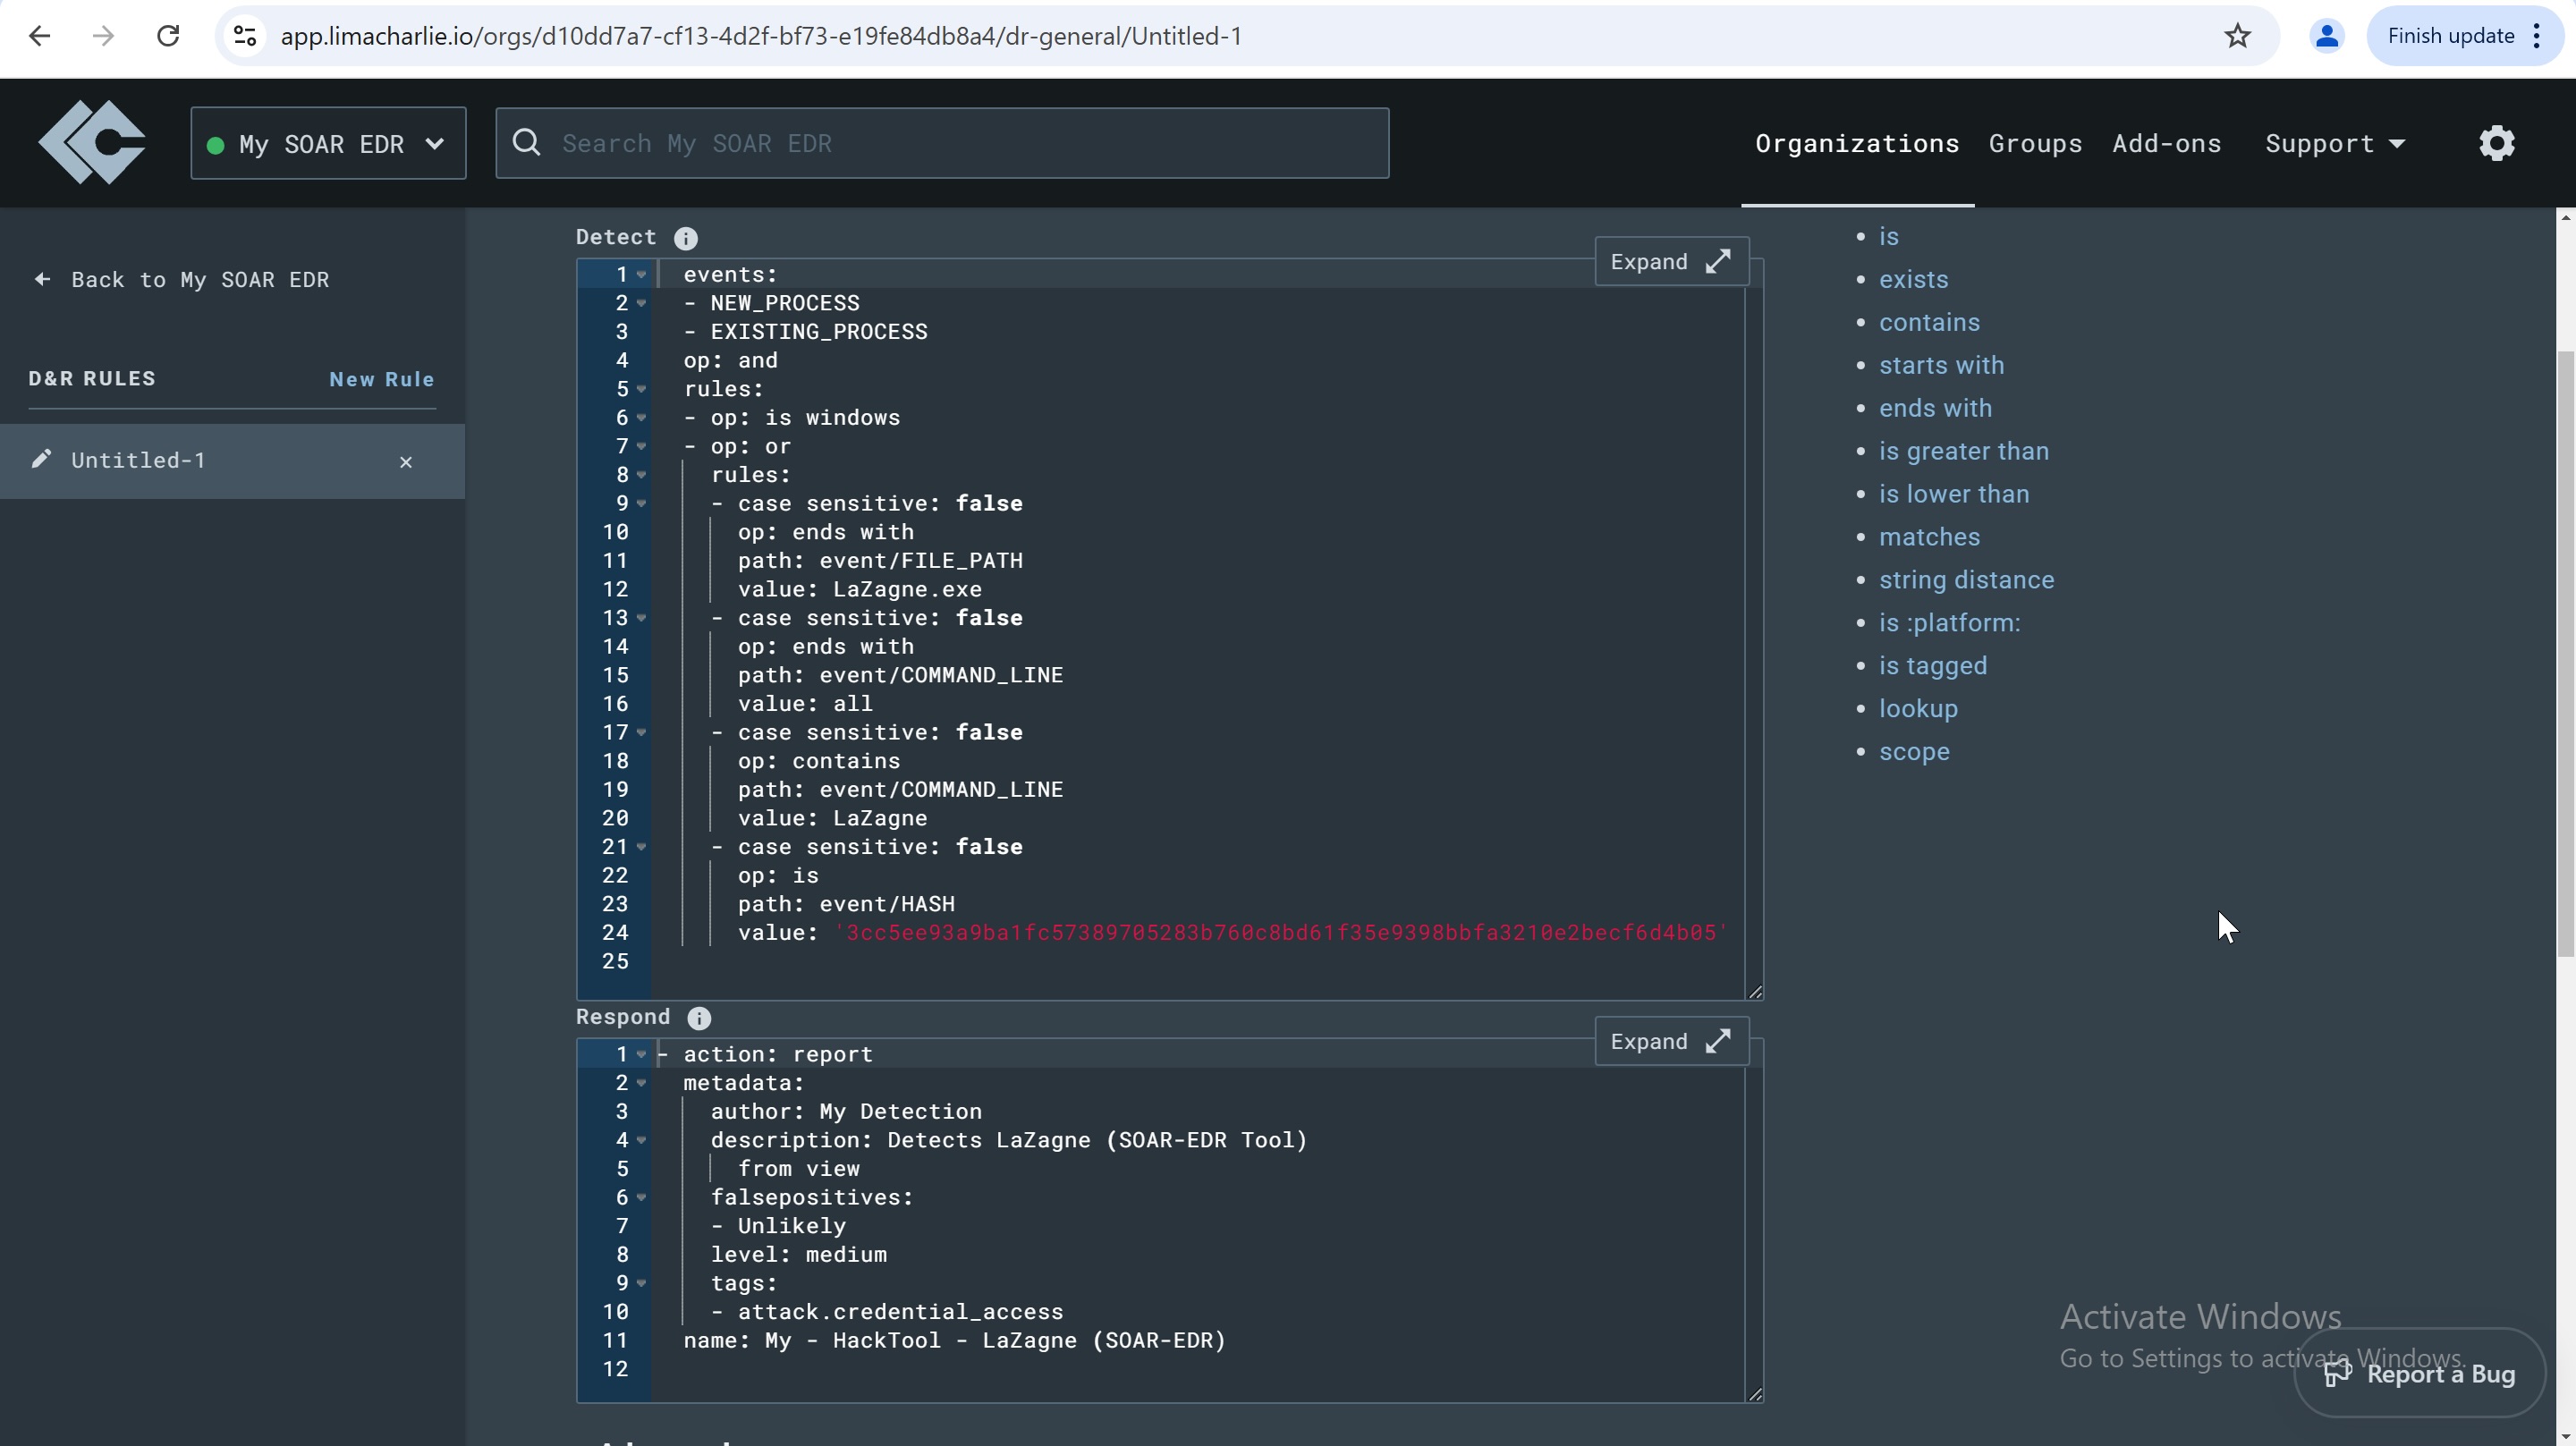 app.limacharlie.io/orgs/d10dd7a7-cf13-4d2f-bf73-e19fe84db8a4/dr-general/Untitled-1
Finish update
My SOAR EDR
Search My SOAR EDR
Organizations
Groups
Add-ons
Support
Back to My SOAR EDR
D&R RULES
New Rule
Untitled-1
Detect
Expand
1 events:
2 - NEW_PROCESS
3 - EXISTING_PROCESS
4 op: and
5 rules:
6 - op: is windows
7 - op: or
8 rules:
9 - case sensitive: false
10 op: ends with
11 path: event/FILE_PATH
12 value: LaZagne.exe
13 - case sensitive: false
14 op: ends with
15 path: event/COMMAND_LINE
16 value: all
17 - case sensitive: false
18 op: contains
19 path: event/COMMAND_LINE
20 value: LaZagne
21 - case sensitive: false
22 op: is
23 path: event/HASH
24 value: '3cc5ee93a9ba1fc57389705283b760c8bd61f35e9398bbfa3210e2becf6d4b05'
25
Respond
Expand
1 - action: report
2 metadata:
3 author: My Detection
4 description: Detects LaZagne (SOAR-EDR Tool)
5 from view
6 falsepositives:
7 - Unlikely
8 level: medium
9 tags:
10 - attack.credential_access
11 name: My - HackTool - LaZagne (SOAR-EDR)
12
• is
• exists
• contains
• starts with
• ends with
• is greater than
• is lower than
• matches
• string distance
• is :platform:
• is tagged
• lookup
• scope
Activate Windows
Go to Settings to activate Windows.
Report a Bug